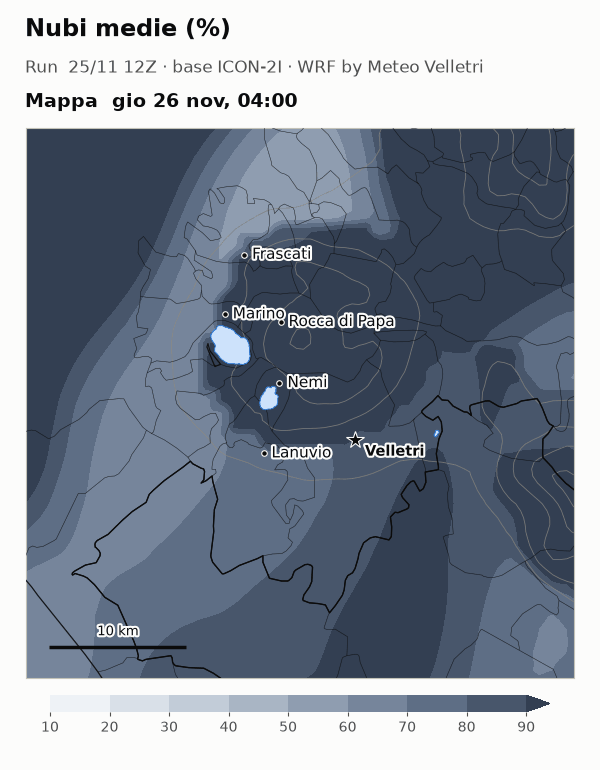 Nubi medie (%)
Run  25/11 12Z · base ICON-2I · WRF by Meteo Velletri
Mappa  gio 26 nov, 04:00
Frascati
Marino
Rocca di Papa
Nemi
Velletri
Lanuvio
10 km
10 20 30 40 50 60 70 80 90